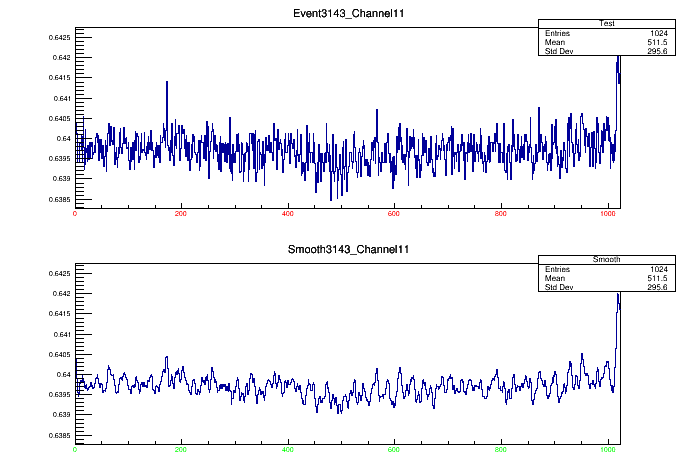 Event3143_Channel11
Test
Entries 1024
Mean 511.5
Std Dev 295.6
0.6425
0.642
0.6415
0.641
0.6405
0.64
0.6395
0.639
0.6385
0 200 400 600 800 1000
Smooth3143_Channel11
Smooth
Entries 1024
Mean 511.5
Std Dev 295.6
0.6425
0.642
0.6415
0.641
0.6405
0.64
0.6395
0.639
0.6385
0 200 400 600 800 1000